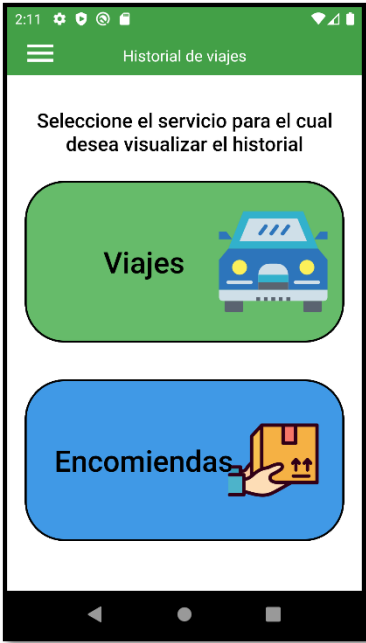 2:11
Historial de viajes
Seleccione el servicio para el cual
desea visualizar el historial
Viajes
Encomiendas